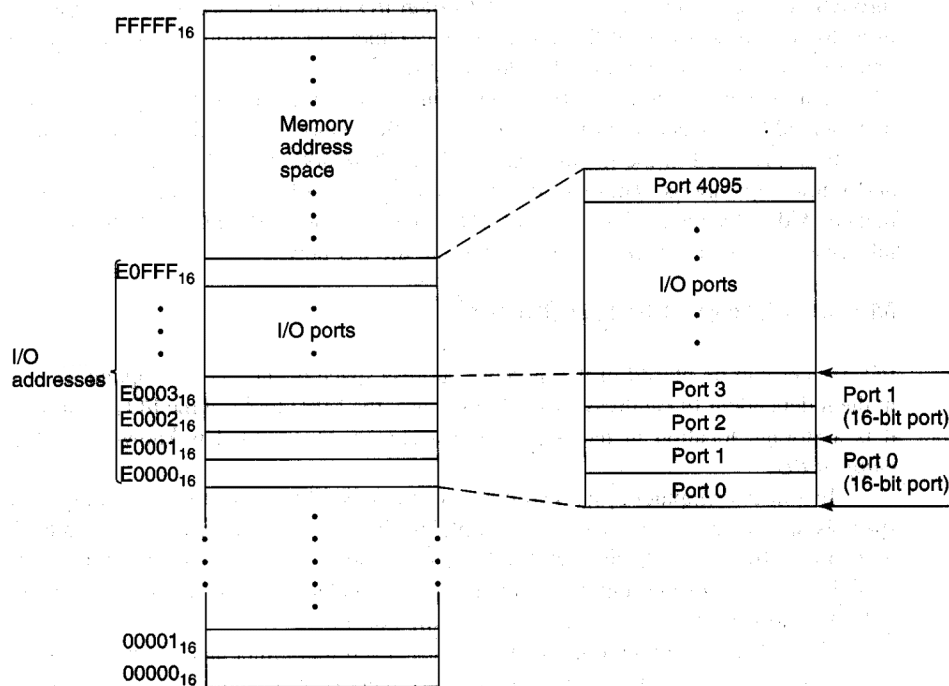 FFFFF16
Memory
address
space
E0FFF16
I/O ports
I/O
addresses
E000316
E000216
E000116
E000016
0000116
0000016
Port 4095
I/O ports
Port 3
Port 2
Port 1
Port 0
Port 1
(16-bit port)
Port 0
(16-bit port)